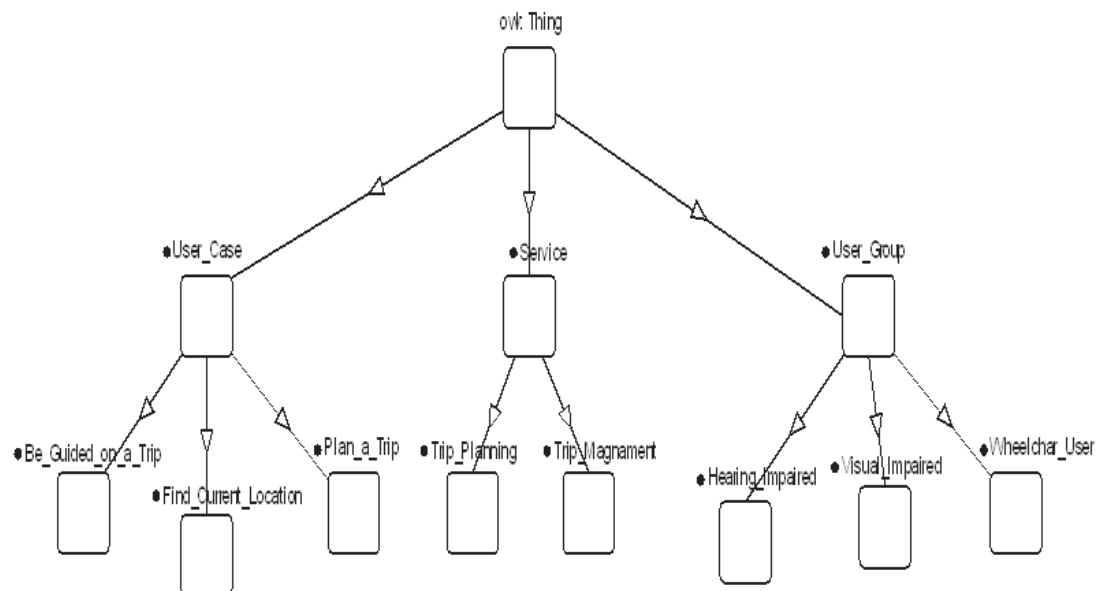 owl: Thing
●User_Case
●Service
●User_Group
●Be_Guided_on_a_Trip
●Find_Current_Location
●Plan_a_Trip
●Trip_Planning
●Trip_Magnament
●Hearing_Impaired
●Visual_Impaired
●Wheelchar_User